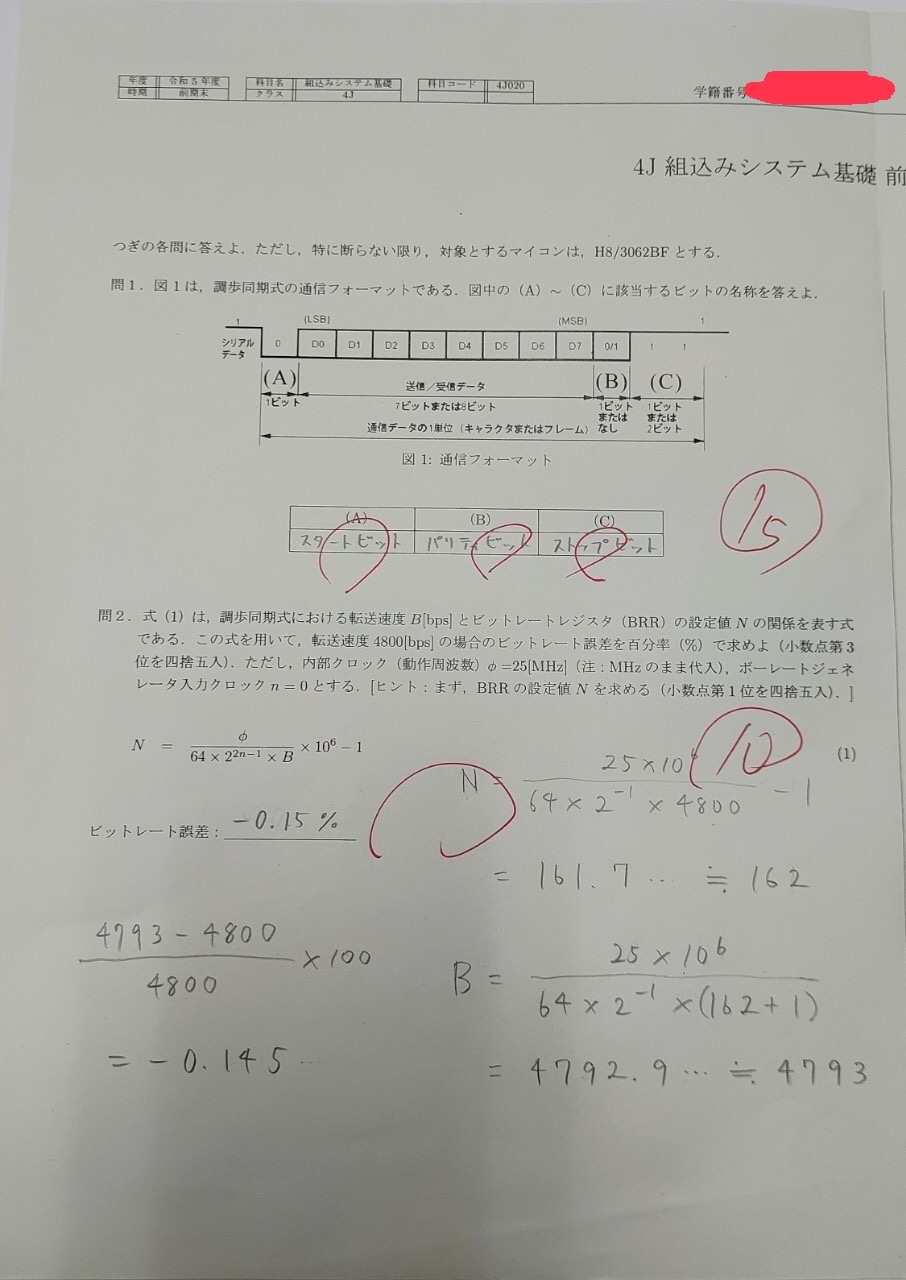 年度 令和5年度 科目名 組込みシステム基礎 科目コード 4J020
時期 前期末 クラス 4J
学籍番号
4J 組込みシステム基礎 前
つぎの各問に答えよ．ただし，特に断らない限り，対象とするマイコンは，H8/3062BF とする．
問1．図1は，調歩同期式の通信フォーマットである．図中の（A）～（C）に該当するビットの名称を答えよ．
1 (LSB) (MSB) 1
シリアルデータ 0 D0 D1 D2 D3 D4 D5 D6 D7 0/1 1 1
(A) 送信／受信データ (B) (C)
1ビット 7ビットまたは8ビット 1ビットまたはなし 1ビットまたは2ビット
通信データの1単位（キャラクタまたはフレーム）
図1: 通信フォーマット
(A) (B) (C)
スタートビット パリティビット ストップビット
15
問2．式（1）は，調歩同期式における転送速度 B[bps] とビットレートレジスタ（BRR）の設定値 N の関係を表す式
である．この式を用いて，転送速度 4800[bps] の場合のビットレート誤差を百分率（%）で求めよ（小数点第3
位を四捨五入）．ただし，内部クロック（動作周波数）φ=25[MHz]（注：MHz のまま代入），ボーレートジェネ
レータ入力クロック n = 0 とする．[ヒント：まず，BRR の設定値 N を求める（小数点第1位を四捨五入）．]
N = φ / (64 × 2^{2n−1} × B) × 10^6 − 1 (1)
10
N = 25×10 / (64 × 2^{-1} × 4800) − 1
ビットレート誤差： −0.15 %
= 161.7 … ≒ 162
(4793 − 4800) / 4800 × 100
B = 25 × 10^6 / (64 × 2^{-1} × (162 + 1))
= −0.145 …
= 4792.9 … ≒ 4793